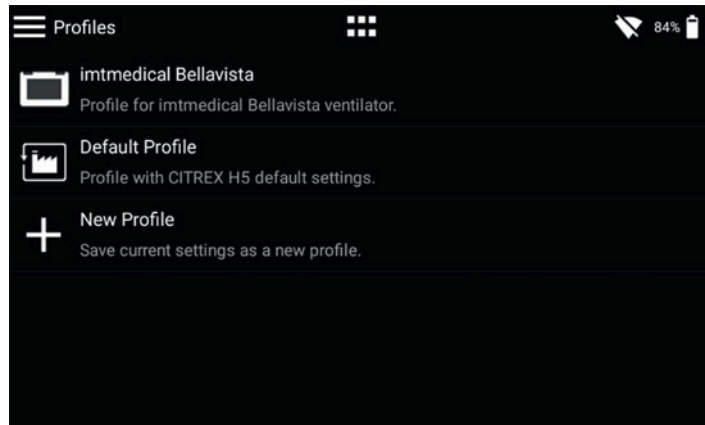 Profiles
84%
imtmedical Bellavista
Profile for imtmedical Bellavista ventilator.
Default Profile
Profile with CITREX H5 default settings.
New Profile
Save current settings as a new profile.